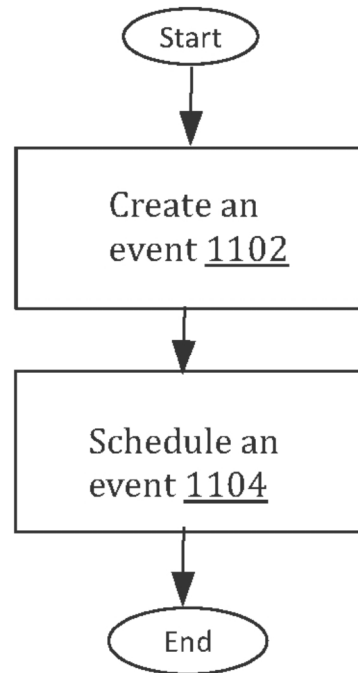 Start
Create an
event 1102
Schedule an
event 1104
End